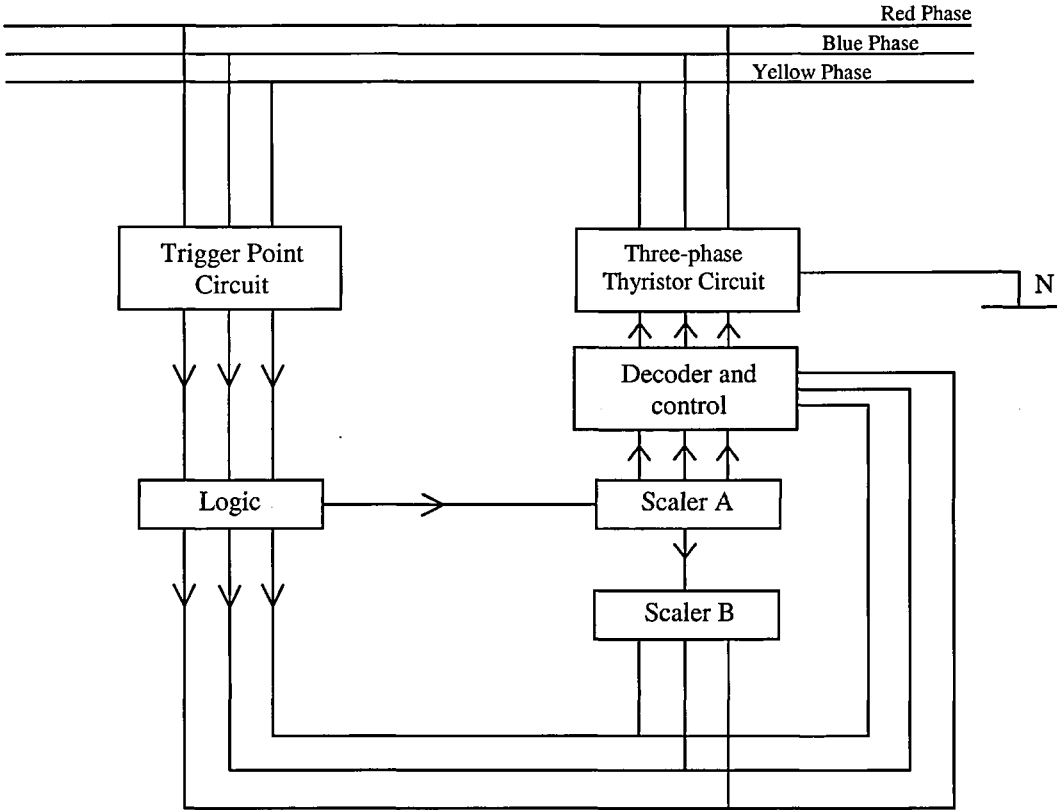 Red Phase
Blue Phase
Yellow Phase
Trigger Point
Circuit
Three-phase
Thyristor Circuit
N
Decoder and
control
Logic
Scaler A
Scaler B